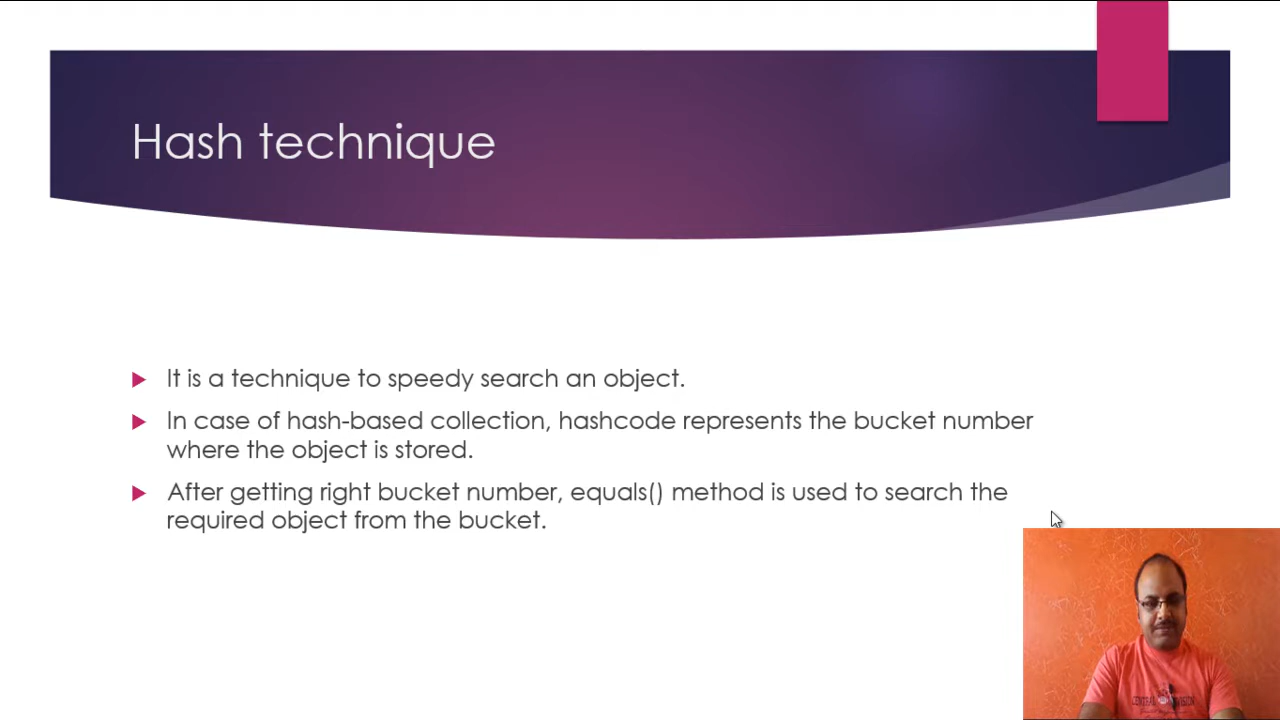 Hash technique
It is a technique to speedy search an object.
In case of hash-based collection, hashcode represents the bucket number
where the object is stored.
After getting right bucket number, equals() method is used to search the
required object from the bucket.
CENTRAL DIVISION